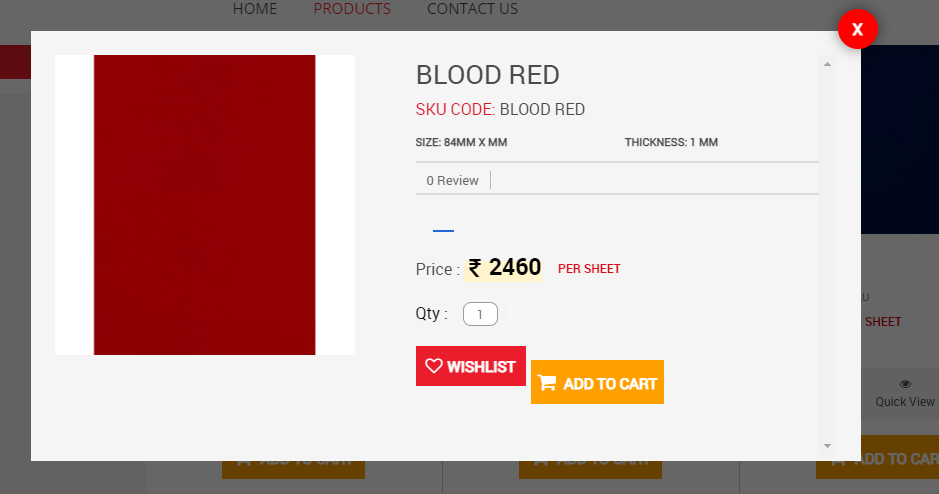 HOME PRODUCTS CONTACT US
X
BLOOD RED
SKU CODE: BLOOD RED
SIZE: 84MM X MM THICKNESS: 1 MM
0 Review
Price : ₹ 2460 PER SHEET
Qty : 1
WISHLIST
ADD TO CART
SHEET
Quick View
ADD TO CART ADD TO CART ADD TO CAR